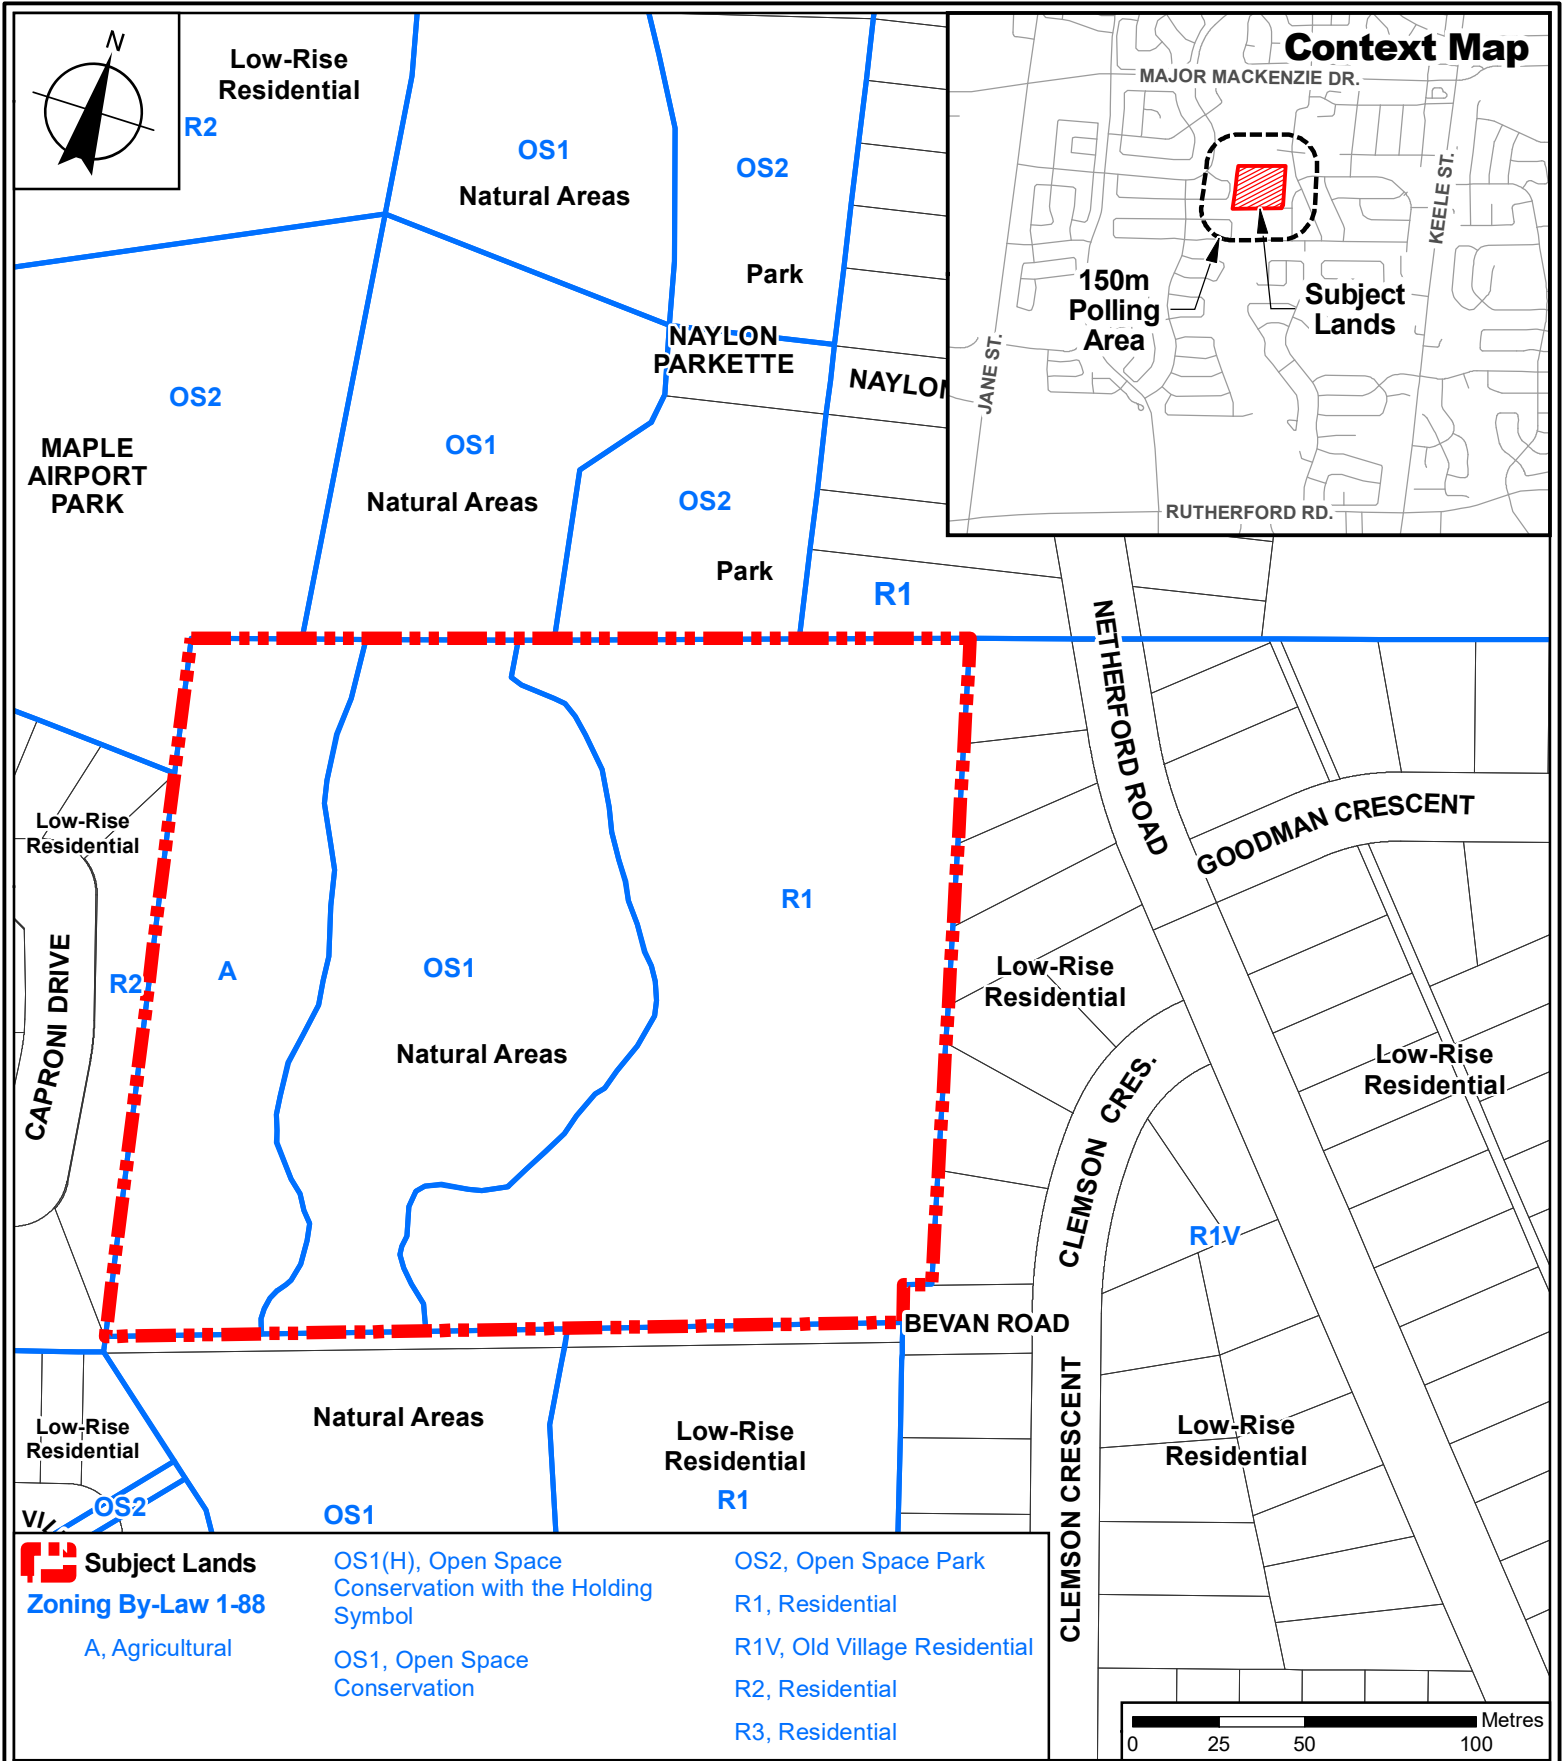 N
Low-Rise
Residential
R2
OS1
Natural Areas
OS2
Park
NAYLON
PARKETTE
Context Map
MAJOR MACKENZIE DR.
KEELE ST.
150m
Polling
Area
Subject
Lands
JANE ST.
RUTHERFORD RD.
OS2
MAPLE
AIRPORT
PARK
OS1
Natural Areas
OS2
Park
R1
NETHERFORD ROAD
GOODMAN CRESCENT
Low-Rise
Residential
CAPRONI DRIVE
R2
A
OS1
Natural Areas
R1
Low-Rise
Residential
Low-Rise
Residential
CLEMSON CRES.
R1V
BEVAN ROAD
CLEMSON CRESCENT
Low-Rise
Residential
Low-Rise
Residential
OS2
Natural Areas
OS1
Low-Rise
Residential
R1
Subject Lands
Zoning By-Law 1-88
A, Agricultural
OS1(H), Open Space
Conservation with the Holding
Symbol
OS1, Open Space
Conservation
OS2, Open Space Park
R1, Residential
R1V, Old Village Residential
R2, Residential
R3, Residential
Metres
0 25 50 100